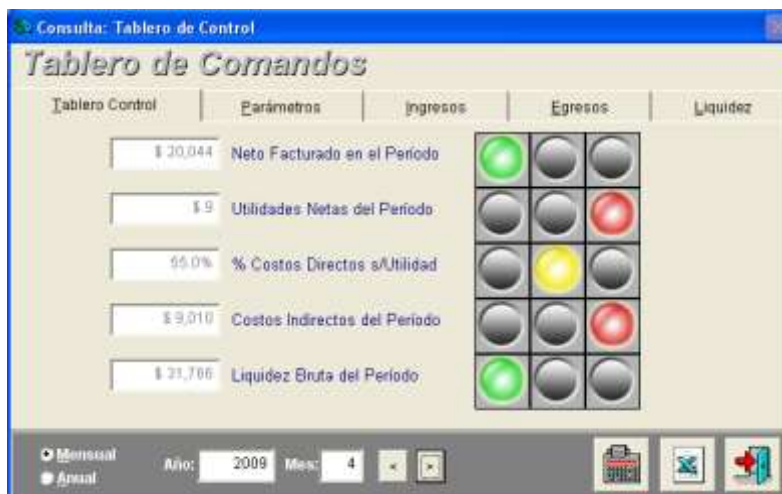 Consulta: Tablero de Control
Tablero de Comandos
Tablero Control Parámetros Ingresos Egresos Liquidez
$ 20,044 Neto Facturado en el Período
$ 9 Utilidades Netas del Período
55.0% % Costos Directos s/Utilidad
$ 9,010 Costos Indirectos del Período
$ 31,766 Liquidez Bruta del Período
Mensual
Anual
Año: 2009 Mes: 4 < >